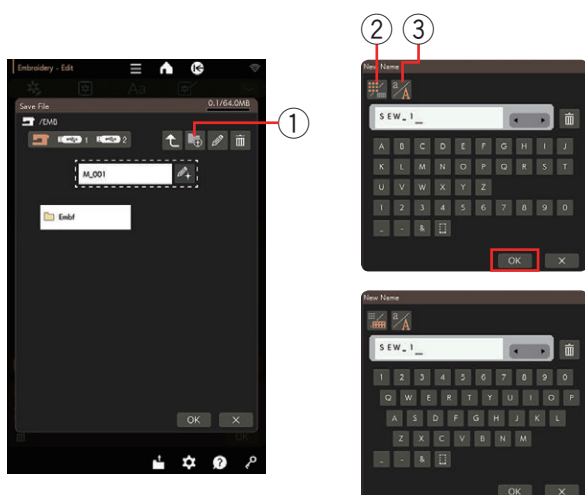 Embroidery - Edit
Aa
Save File
0.1/64.0MB
/EMB
1
2
M_001
Embf
OK
OK
1
2
3
New Name
a/A
SEW_1_
A B C D E F G H I J
K L M N O P Q R S T
U V W X Y Z
1 2 3 4 5 6 7 8 9 0
_ - &
OK X
New Name
a/A
SEW_1_
1 2 3 4 5 6 7 8 9 0
Q W E R T Y U I O P
A S D F G H J K L
Z X C V B N M
_ - &
OK X